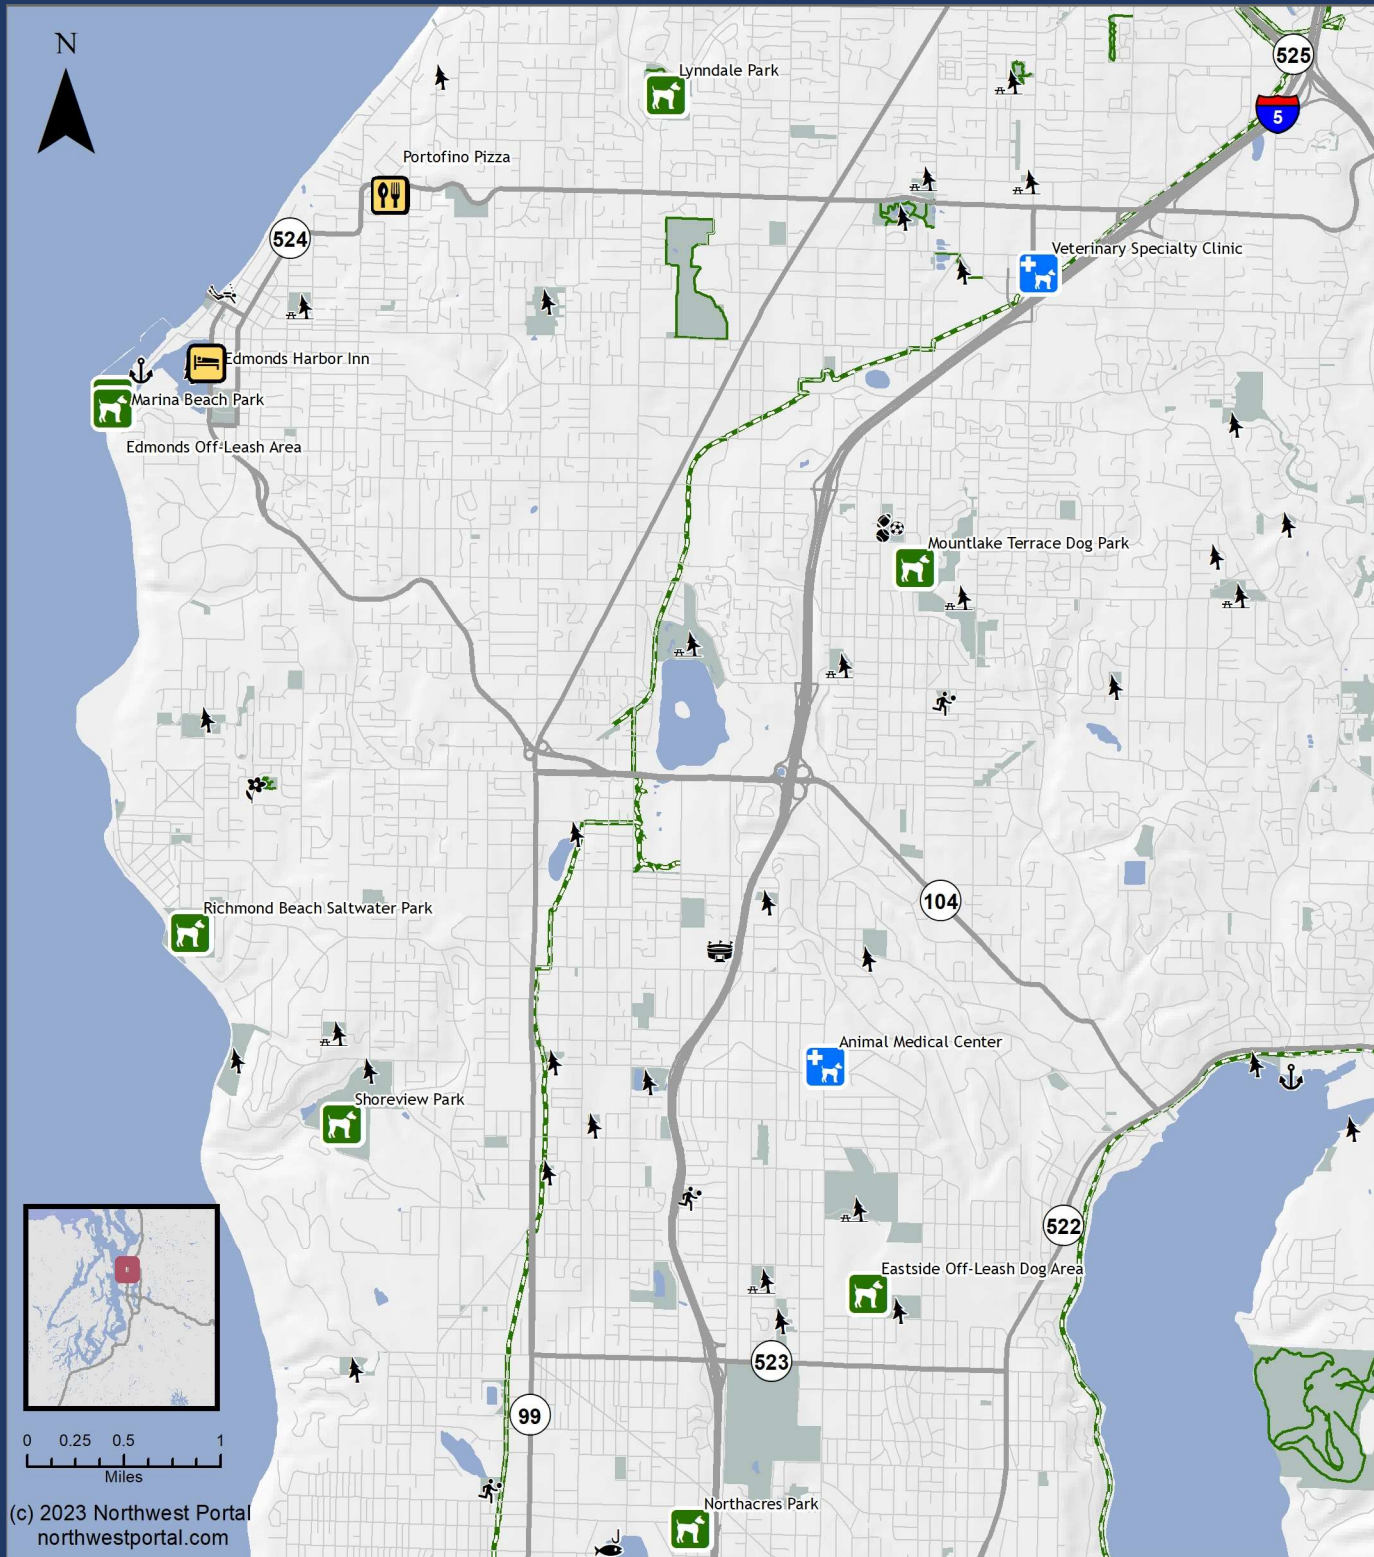 N
Lynndale Park
525
5
Portofino Pizza
524
Veterinary Specialty Clinic
Edmonds Harbor Inn
Marina Beach Park
Edmonds Off-Leash Area
Mountlake Terrace Dog Park
104
Richmond Beach Saltwater Park
Animal Medical Center
Shoreview Park
522
Eastside Off-Leash Dog Area
523
99
0 0.25 0.5 1
Miles
Northacres Park
(c) 2023 Northwest Portal
northwestportal.com